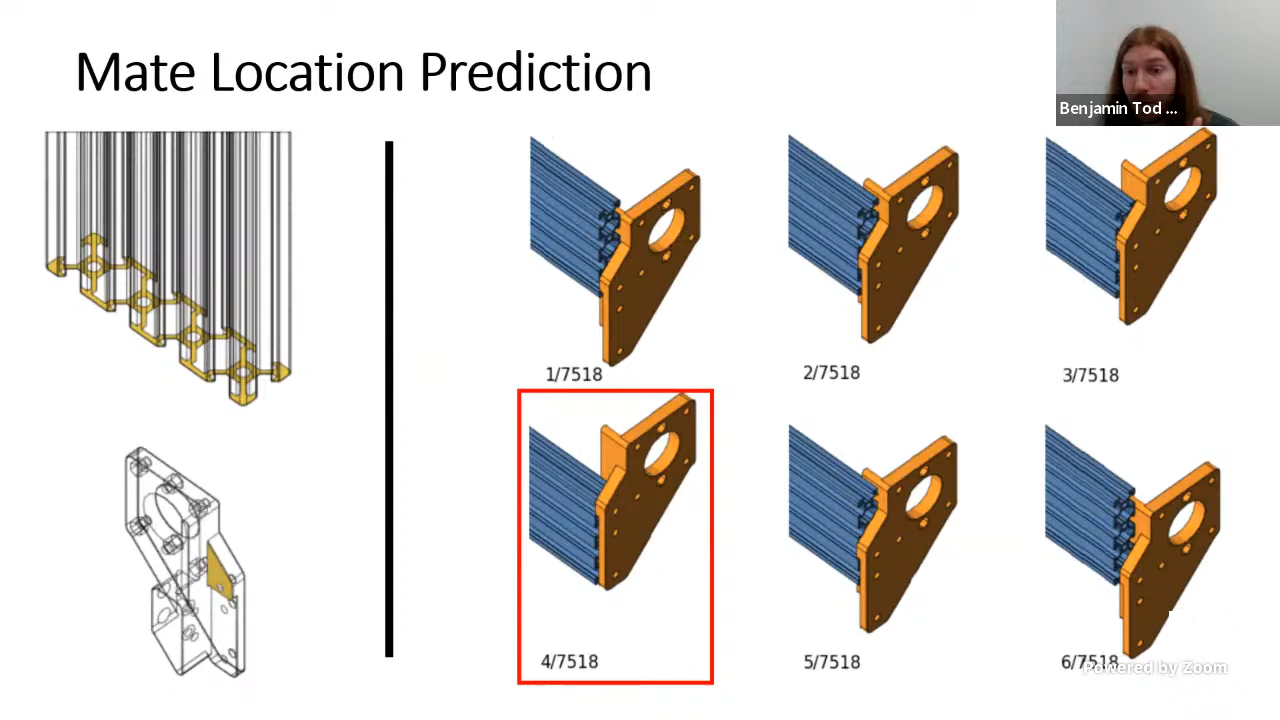 Mate Location Prediction
Benjamin Tod ...
1/7518
2/7518
3/7518
4/7518
5/7518
6/7518
Powered by Zoom